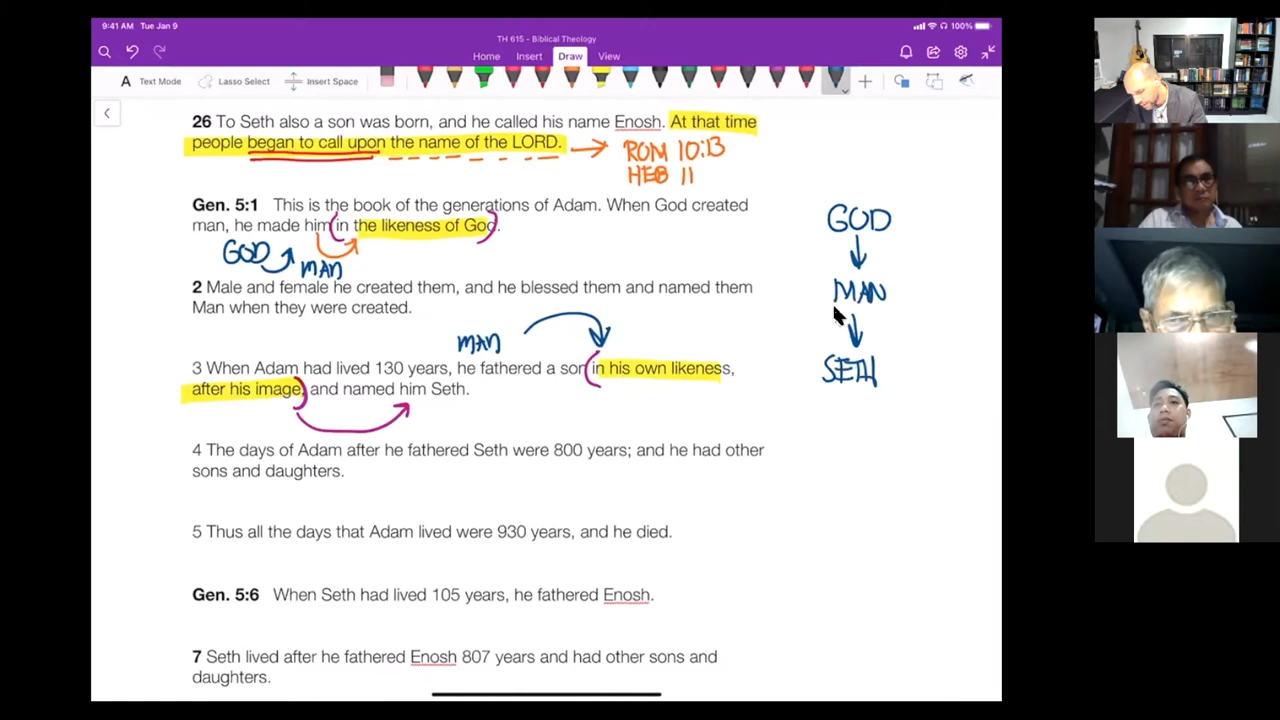 9:41 AM Tue Jan 9
100%
TH 615 - Biblical Theology
Home Insert Draw View
A Text Mode Lasso Select Insert Space
26 To Seth also a son was born, and he called his name Enosh. At that time
people began to call upon the name of the LORD.
ROM 10:13
HEB 11
Gen. 5:1 This is the book of the generations of Adam. When God created
man, he made him in the likeness of God.
GOD
MAN
2 Male and female he created them, and he blessed them and named them
Man when they were created.
MAN
3 When Adam had lived 130 years, he fathered a son in his own likeness,
after his image, and named him Seth.
4 The days of Adam after he fathered Seth were 800 years; and he had other
sons and daughters.
5 Thus all the days that Adam lived were 930 years, and he died.
Gen. 5:6 When Seth had lived 105 years, he fathered Enosh.
7 Seth lived after he fathered Enosh 807 years and had other sons and
daughters.
GOD
MAN
SETH